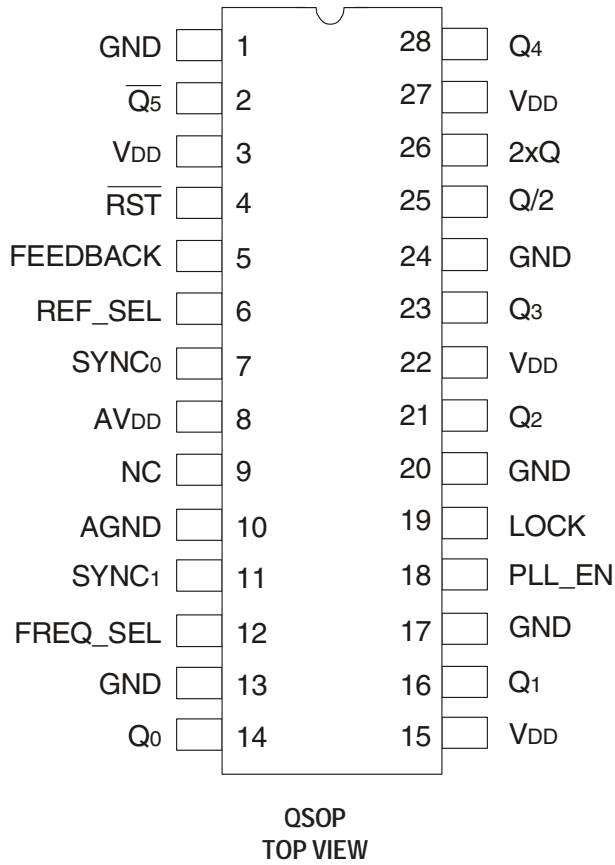 GND 1 28 Q4
Q̅5̅ 2 27 VDD
VDD 3 26 2xQ
R̅S̅T̅ 4 25 Q/2
FEEDBACK 5 24 GND
REF_SEL 6 23 Q3
SYNC0 7 22 VDD
AVDD 8 21 Q2
NC 9 20 GND
AGND 10 19 LOCK
SYNC1 11 18 PLL_EN
FREQ_SEL 12 17 GND
GND 13 16 Q1
Q0 14 15 VDD
QSOP
TOP VIEW